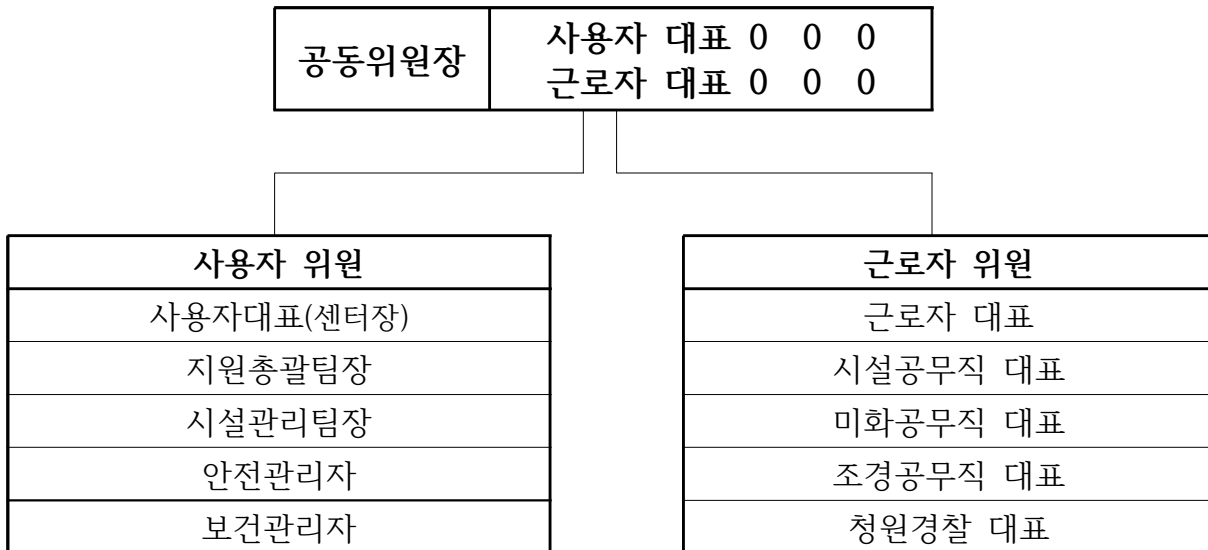 공동위원장
사용자 대표 0 0 0
근로자 대표 0 0 0
사용자 위원
사용자대표(센터장)
지원총괄팀장
시설관리팀장
안전관리자
보건관리자
근로자 위원
근로자 대표
시설공무직 대표
미화공무직 대표
조경공무직 대표
청원경찰 대표